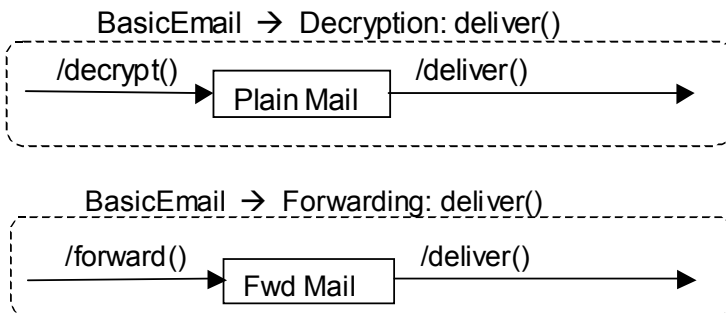 BasicEmail → Decryption: deliver()
/decrypt() /deliver()
Plain Mail
BasicEmail → Forwarding: deliver()
/forward() /deliver()
Fwd Mail